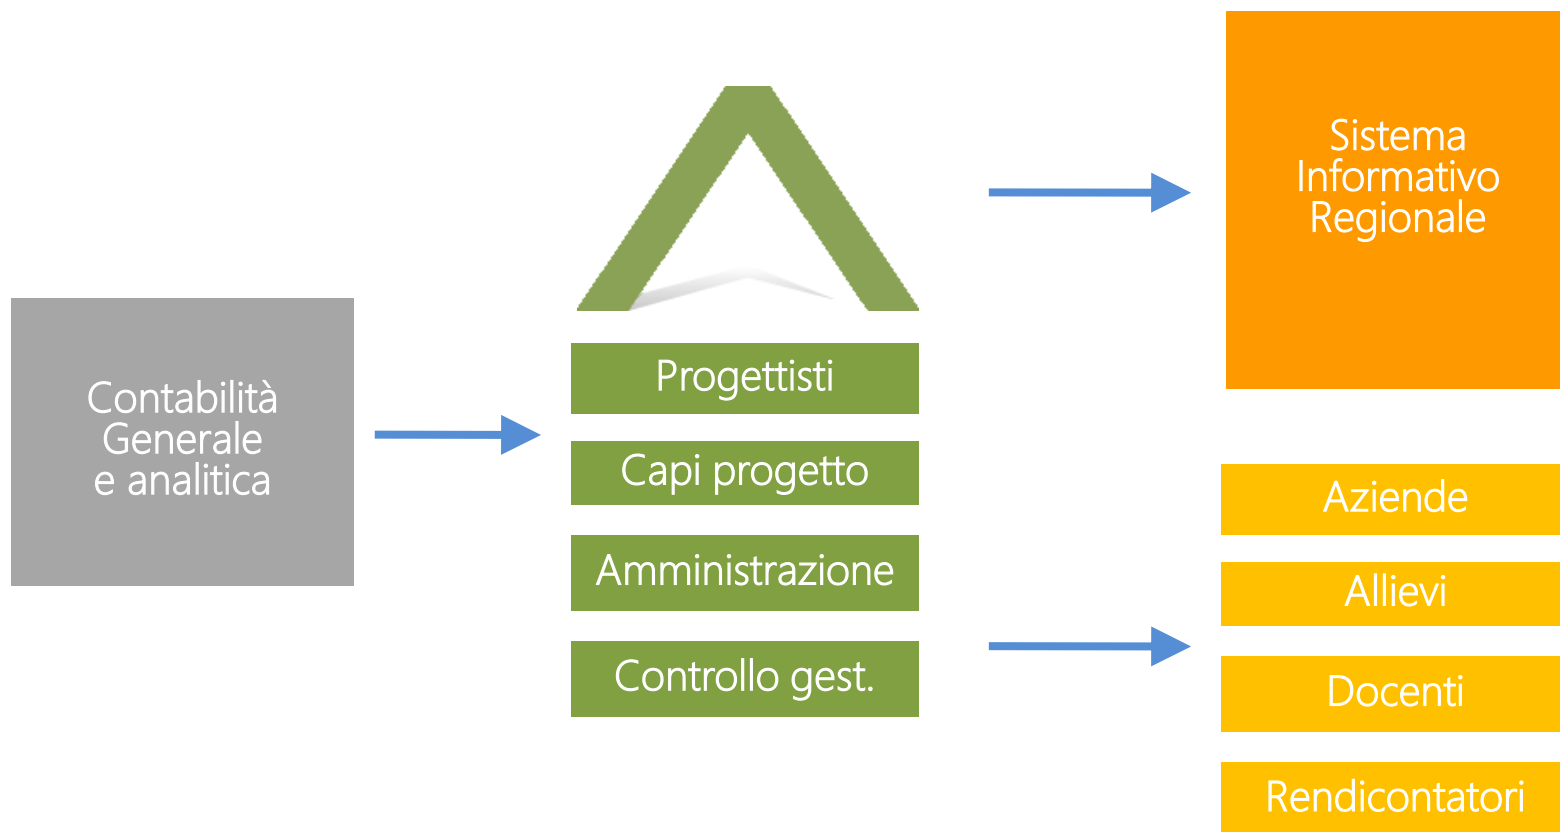 Contabilità
Generale
e analitica
Progettisti
Capi progetto
Amministrazione
Controllo gest.
Sistema
Informativo
Regionale
Aziende
Allievi
Docenti
Rendicontatori